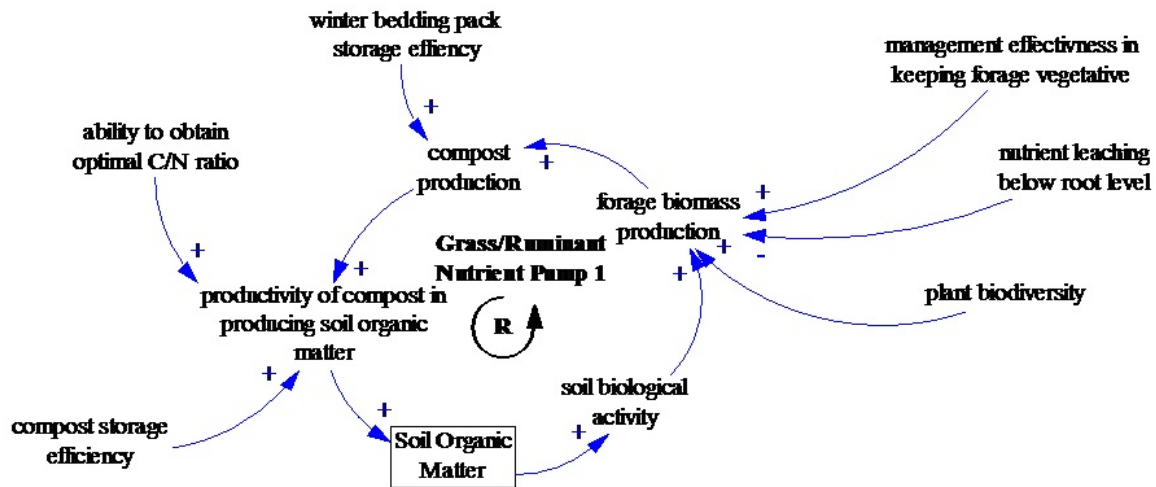 winter bedding pack
storage effiency
management effectivness in
keeping forage vegetative
ability to obtain
optimal C/N ratio
+
compost
production
+
nutrient leaching
below root level
forage biomass
production
+
+
-
+
+
Grass/Ruminant
Nutrient Pump 1
R
+
+
productivity of compost in
producing soil organic
matter
plant biodiversity
soil biological
activity
compost storage
efficiency
+
+
Soil Organic
Matter
+